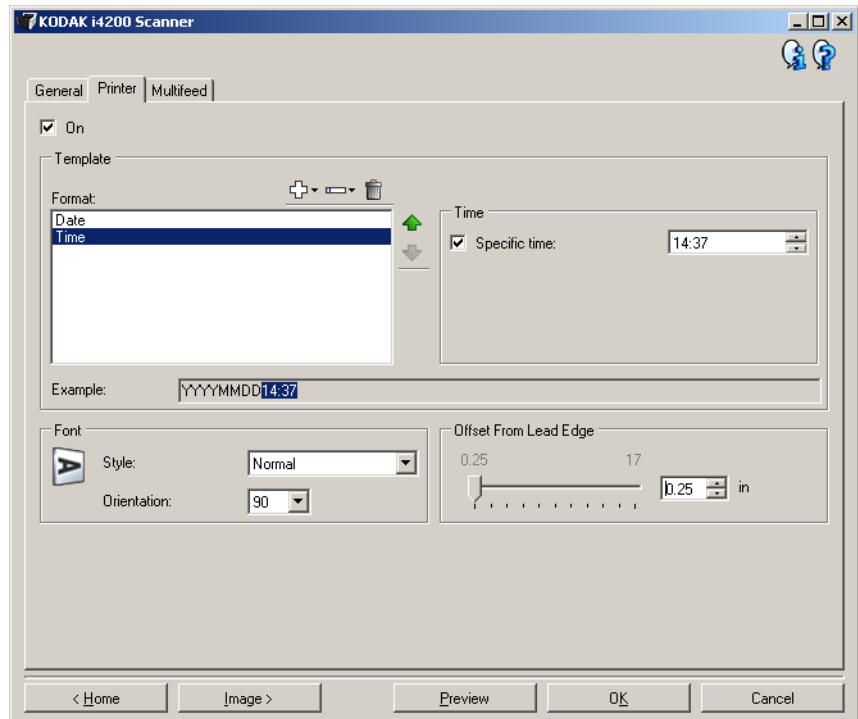 KODAK i4200 Scanner
General Printer Multifeed
On
Template
Format:
Date
Time
Time
Specific time: 14:37
Example: YYYYMMDD14:37
Font
Style: Normal
Orientation: 90
Offset From Lead Edge
0.25 17
0.25 in
< Home Image > Preview OK Cancel